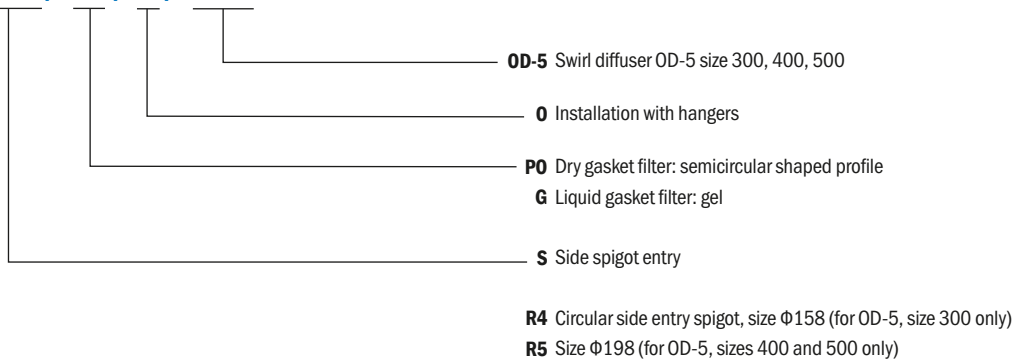 OD-5 Swirl diffuser OD-5 size 300, 400, 500
O Installation with hangers
PO Dry gasket filter: semicircular shaped profile
G Liquid gasket filter: gel
S Side spigot entry
R4 Circular side entry spigot, size Φ158 (for OD-5, size 300 only)
R5 Size Φ198 (for OD-5, sizes 400 and 500 only)